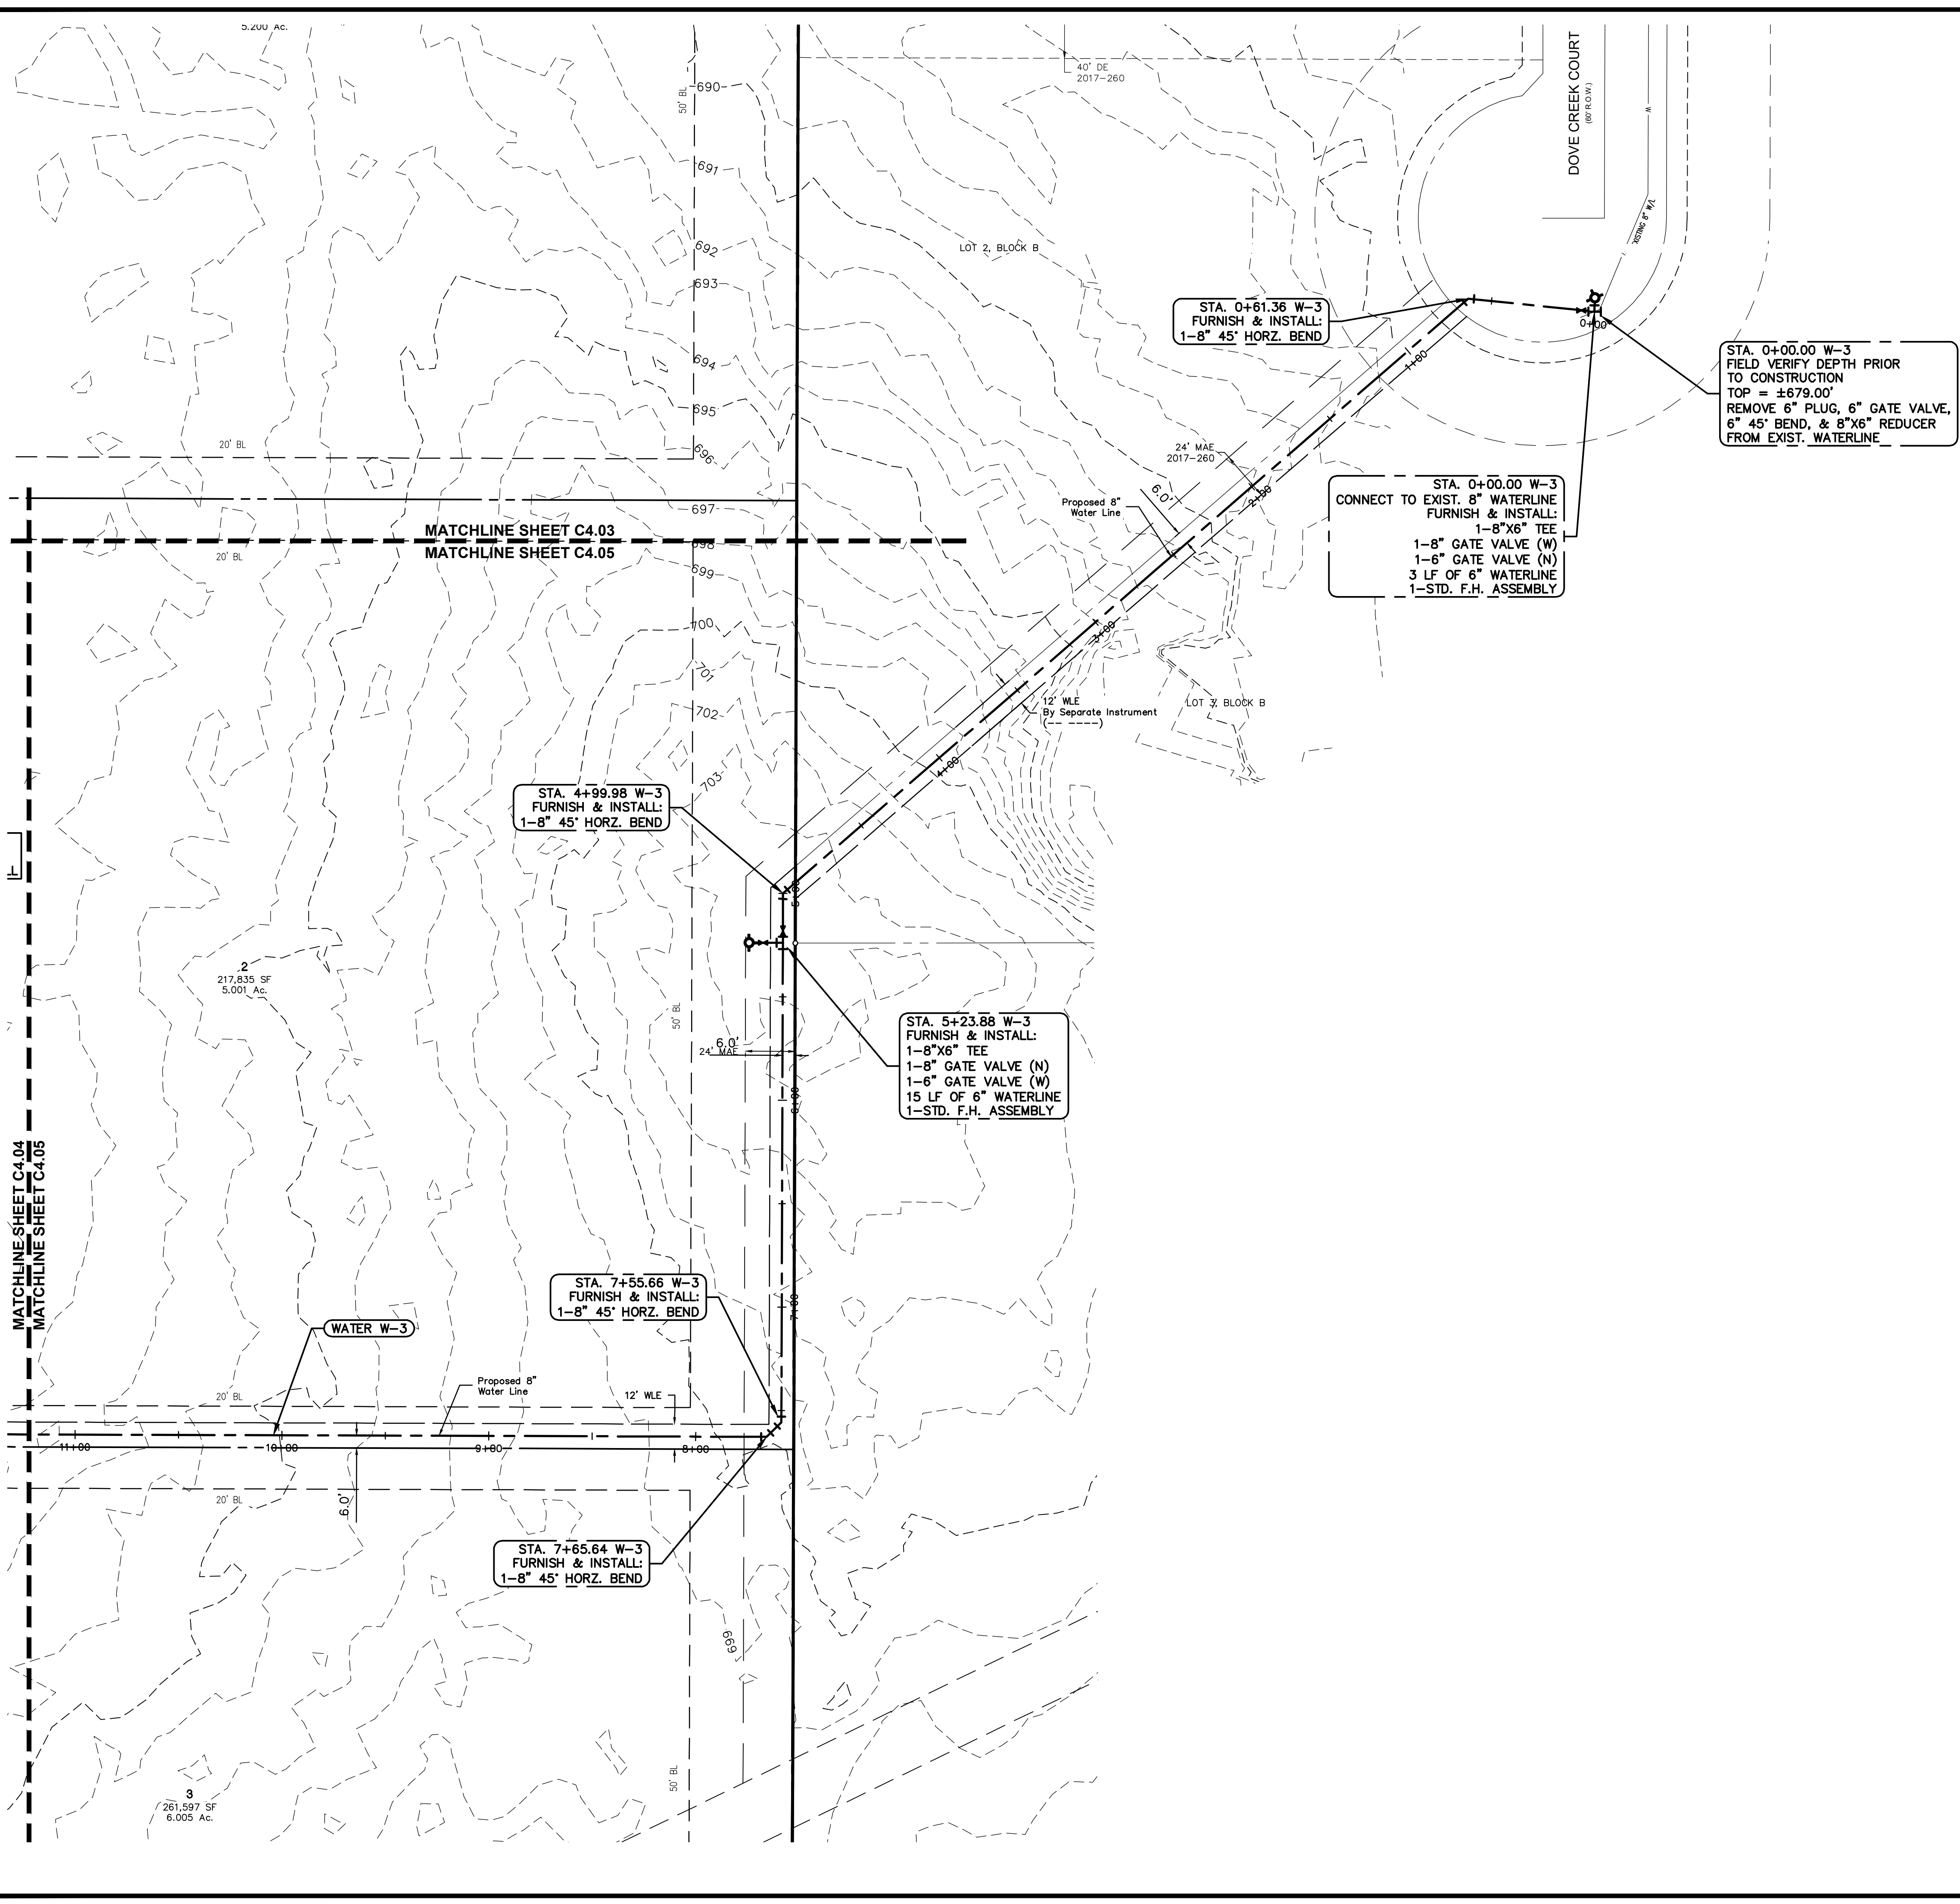 5.200 Ac.
50' BL
690
691
692
693
694
695
696
697
698
699
700
701
702
703
40' DE
2017-260
DOVE CREEK COURT
(60' R.O.W.)
W
EXISTING 8" W/L
LOT 2, BLOCK B
STA. 0+61.36 W-3
FURNISH & INSTALL:
1-8" 45° HORZ. BEND
0+00
STA. 0+00.00 W-3
FIELD VERIFY DEPTH PRIOR
TO CONSTRUCTION
TOP = ±679.00'
REMOVE 6" PLUG, 6" GATE VALVE,
6" 45° BEND, & 8"X6" REDUCER
FROM EXIST. WATERLINE
1+00
20' BL
24' MAE
2017-260
STA. 0+00.00 W-3
CONNECT TO EXIST. 8" WATERLINE
FURNISH & INSTALL:
1-8"X6" TEE
1-8" GATE VALVE (W)
1-6" GATE VALVE (N)
3 LF OF 6" WATERLINE
1-STD. F.H. ASSEMBLY
2+00
6.0'
Proposed 8"
Water Line
MATCHLINE SHEET C4.03
MATCHLINE SHEET C4.05
20' BL
3+00
12' WLE
By Separate Instrument
(-- ----)
LOT 3, BLOCK B
4+00
STA. 4+99.98 W-3
FURNISH & INSTALL:
1-8" 45° HORZ. BEND
5+00
2
217,835 SF
5.001 Ac.
50' BL
6.0'
24' MAE
STA. 5+23.88 W-3
FURNISH & INSTALL:
1-8"X6" TEE
1-8" GATE VALVE (N)
1-6" GATE VALVE (W)
15 LF OF 6" WATERLINE
1-STD. F.H. ASSEMBLY
6+00
MATCHLINE SHEET C4.04
MATCHLINE SHEET C4.05
STA. 7+55.66 W-3
FURNISH & INSTALL:
1-8" 45° HORZ. BEND
7+00
WATER W-3
Proposed 8"
Water Line
20' BL
12' WLE
11+00
10+00
9+00
8+00
20' BL
6.0'
STA. 7+65.64 W-3
FURNISH & INSTALL:
1-8" 45° HORZ. BEND
699
50' BL
3
261,597 SF
6.005 Ac.